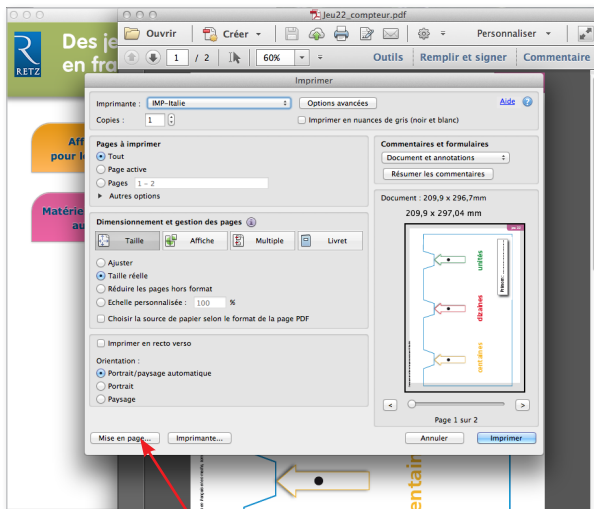 Jeu22_compteur.pdf
Ouvrir
Créer
Personnaliser
1 / 2
60%
Outils
Remplir et signer
Commentaire
RETZ
Des je
en fra
Imprimer
Imprimante : IMP-Italie
Options avancées
Aide
Copies : 1
Imprimer en nuances de gris (noir et blanc)
Aff
pour l
Matérie
au
Pages à imprimer
Tout
Page active
Pages 1 - 2
Autres options
Dimensionnement et gestion des pages
Taille
Affiche
Multiple
Livret
Ajuster
Taille réelle
Réduire les pages hors format
Echelle personnalisée : 100 %
Choisir la source de papier selon le format de la page PDF
Imprimer en recto verso
Orientation :
Portrait/paysage automatique
Portrait
Paysage
Commentaires et formulaires
Document et annotations
Résumer les commentaires
Document : 209,9 x 296,7mm
209,9 x 297,04 mm
unités
dizaines
centaines
Prénom :
Page 1 sur 2
Mise en page...
Imprimante...
Annuler
Imprimer
entain